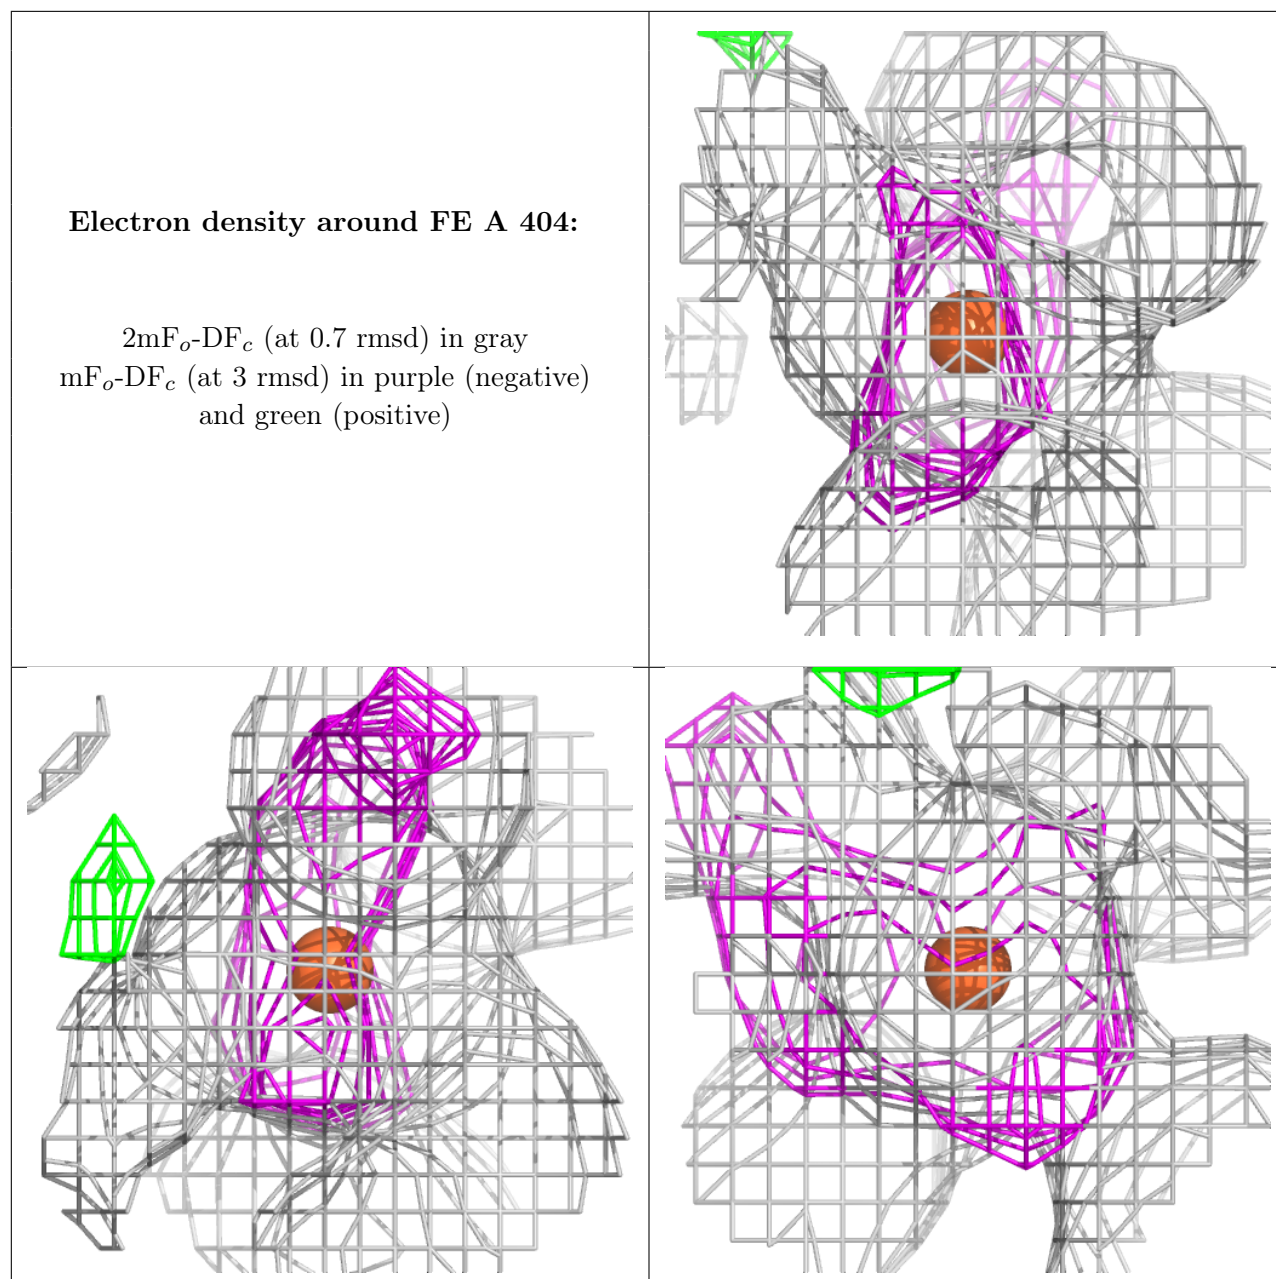 Electron density around FE A 404:
2mFo-DFc (at 0.7 rmsd) in gray
mFo-DFc (at 3 rmsd) in purple (negative)
and green (positive)